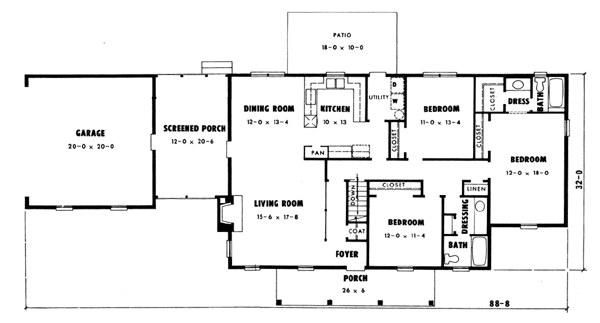 PATIO
18-0 x 10-0
DINING ROOM
12-0 x 13-4
KITCHEN
10 x 13
UTILITY
D
W
BEDROOM
11-0 x 13-4
CLOSET
CLOSET
CLOSET
DRESS
BATH
GARAGE
20-0 x 20-0
SCREENED PORCH
12-0 x 20-6
PAN
BEDROOM
12-0 x 18-0
32-0
LIVING ROOM
15-6 x 17-8
DOWN
CLOSET
LINEN
BEDROOM
12-0 x 11-4
DRESSING
COAT
FOYER
BATH
PORCH
26 x 6
88-8